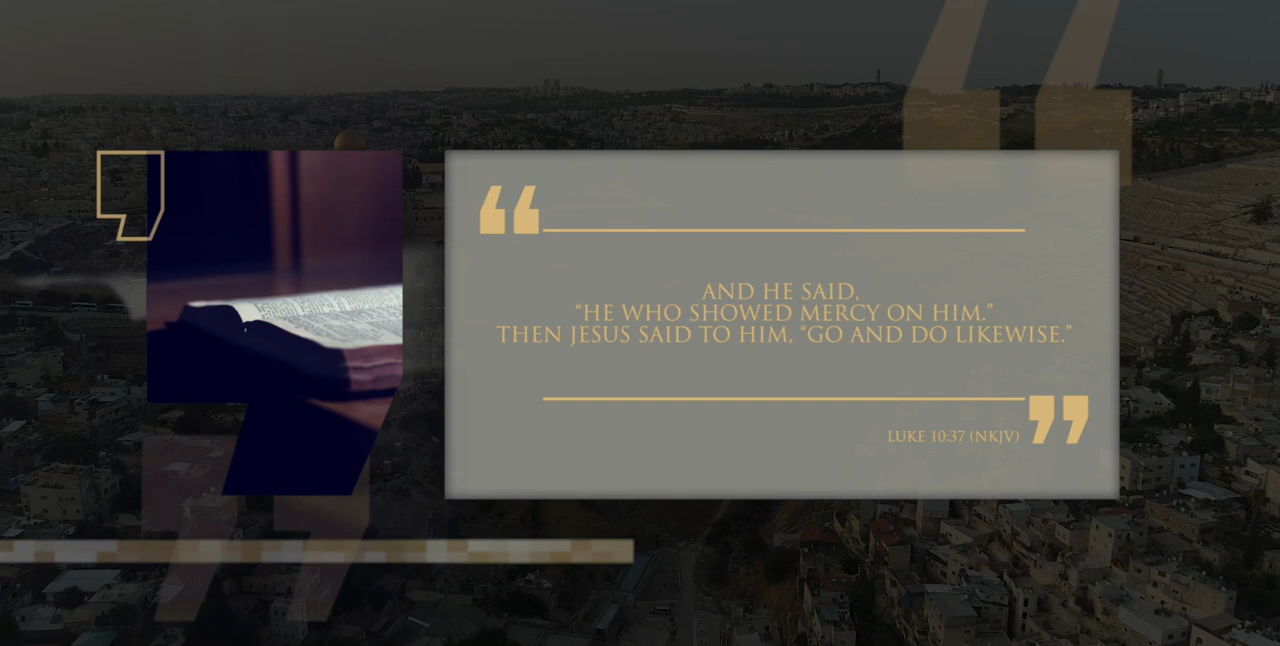 “
AND HE SAID,
“HE WHO SHOWED MERCY ON HIM.”
THEN JESUS SAID TO HIM, “GO AND DO LIKEWISE.”
LUKE 10:37 (NKJV)
”